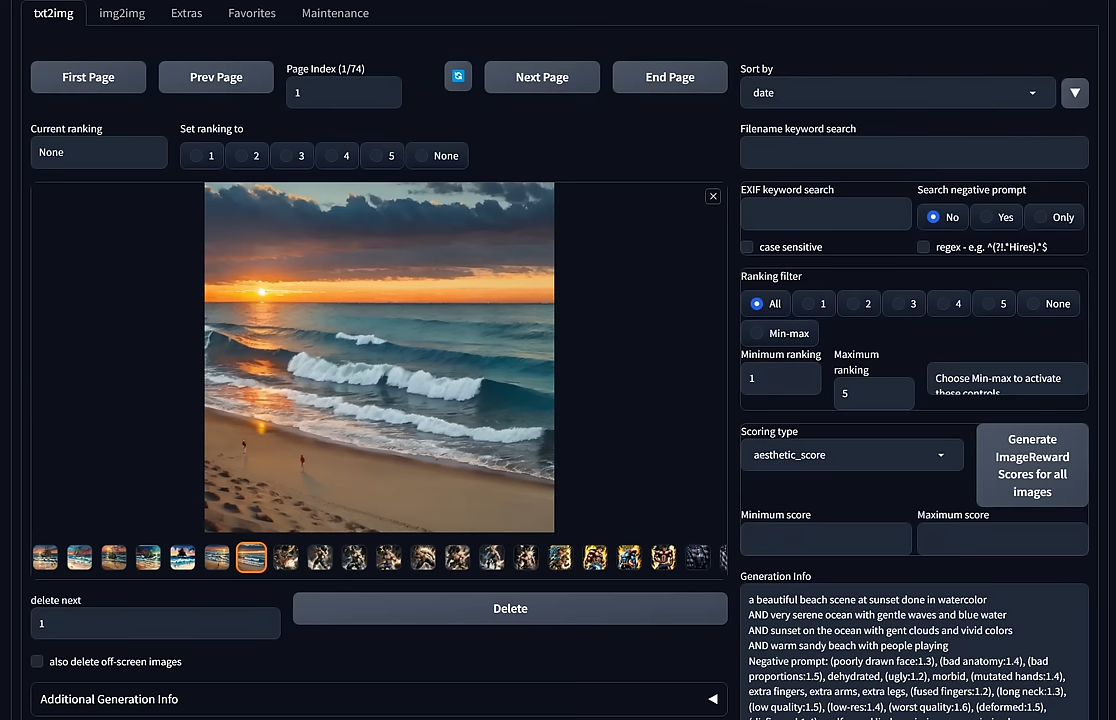 txt2img img2img Extras Favorites Maintenance
First Page Prev Page Page Index (1/74) 1 Next Page End Page
Sort by
date
Current ranking
None
Set ranking to
1 2 3 4 5 None
Filename keyword search
EXIF keyword search
case sensitive
Search negative prompt
No Yes Only
regex - e.g. ^(?!.*Hires).*$
Ranking filter
All 1 2 3 4 5 None
Min-max
Minimum ranking
1
Maximum
ranking
5
Choose Min-max to activate
these controls
Scoring type
aesthetic_score
Generate
ImageReward
Scores for all
images
Minimum score
Maximum score
delete next
1
Delete
also delete off-screen images
Additional Generation Info
Generation Info
a beautiful beach scene at sunset done in watercolor
AND very serene ocean with gentle waves and blue water
AND sunset on the ocean with gent clouds and vivid colors
AND warm sandy beach with people playing
Negative prompt: (poorly drawn face:1.3), (bad anatomy:1.4), (bad
proportions:1.5), dehydrated, (ugly:1.2), morbid, (mutated hands:1.4),
extra fingers, extra arms, extra legs, (fused fingers:1.2), (long neck:1.3),
(low quality:1.5), (low-res:1.4), (worst quality:1.6), (deformed:1.5),